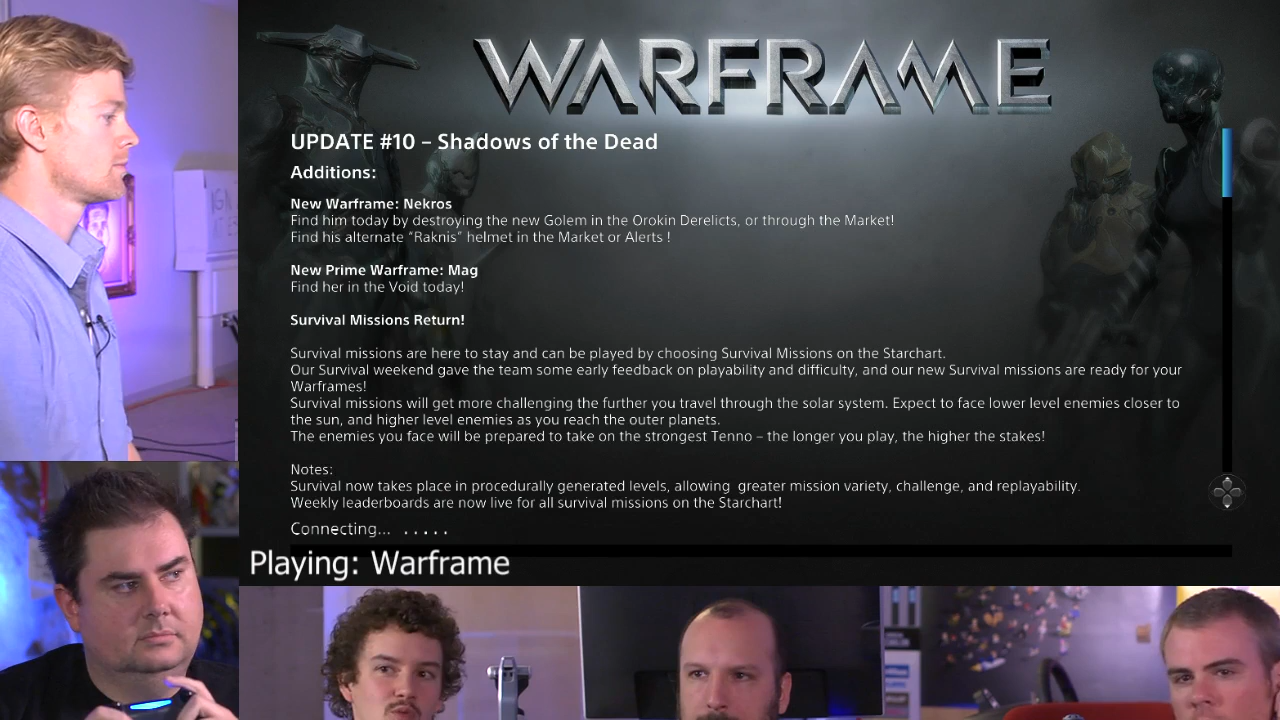 WARFRAME
UPDATE #10 – Shadows of the Dead
Additions:
New Warframe: Nekros
Find him today by destroying the new Golem in the Orokin Derelicts, or through the Market!
Find his alternate “Raknis” helmet in the Market or Alerts !
New Prime Warframe: Mag
Find her in the Void today!
Survival Missions Return!
Survival missions are here to stay and can be played by choosing Survival Missions on the Starchart.
Our Survival weekend gave the team some early feedback on playability and difficulty, and our new Survival missions are ready for your
Warframes!
Survival missions will get more challenging the further you travel through the solar system. Expect to face lower level enemies closer to
the sun, and higher level enemies as you reach the outer planets.
The enemies you face will be prepared to take on the strongest Tenno – the longer you play, the higher the stakes!
Notes:
Survival now takes place in procedurally generated levels, allowing  greater mission variety, challenge, and replayability.
Weekly leaderboards are now live for all survival missions on the Starchart!
Connecting... .....
Playing: Warframe